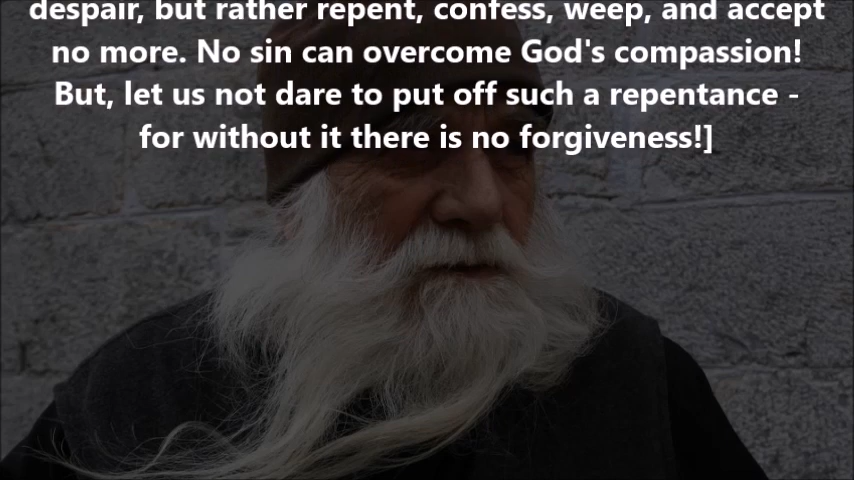 despair, but rather repent, confess, weep, and accept
no more. No sin can overcome God's compassion!
But, let us not dare to put off such a repentance -
for without it there is no forgiveness!]